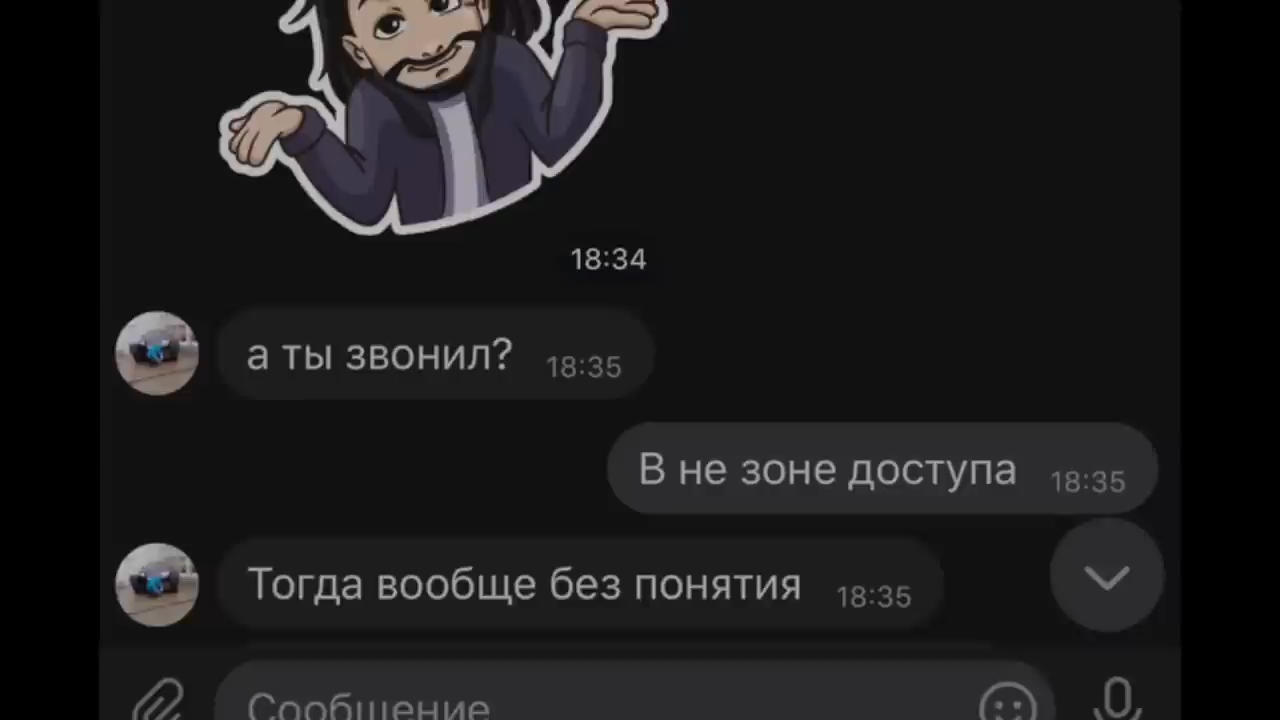 18:34
а ты звонил? 18:35
В не зоне доступа 18:35
Тогда вообще без понятия 18:35
Сообщение